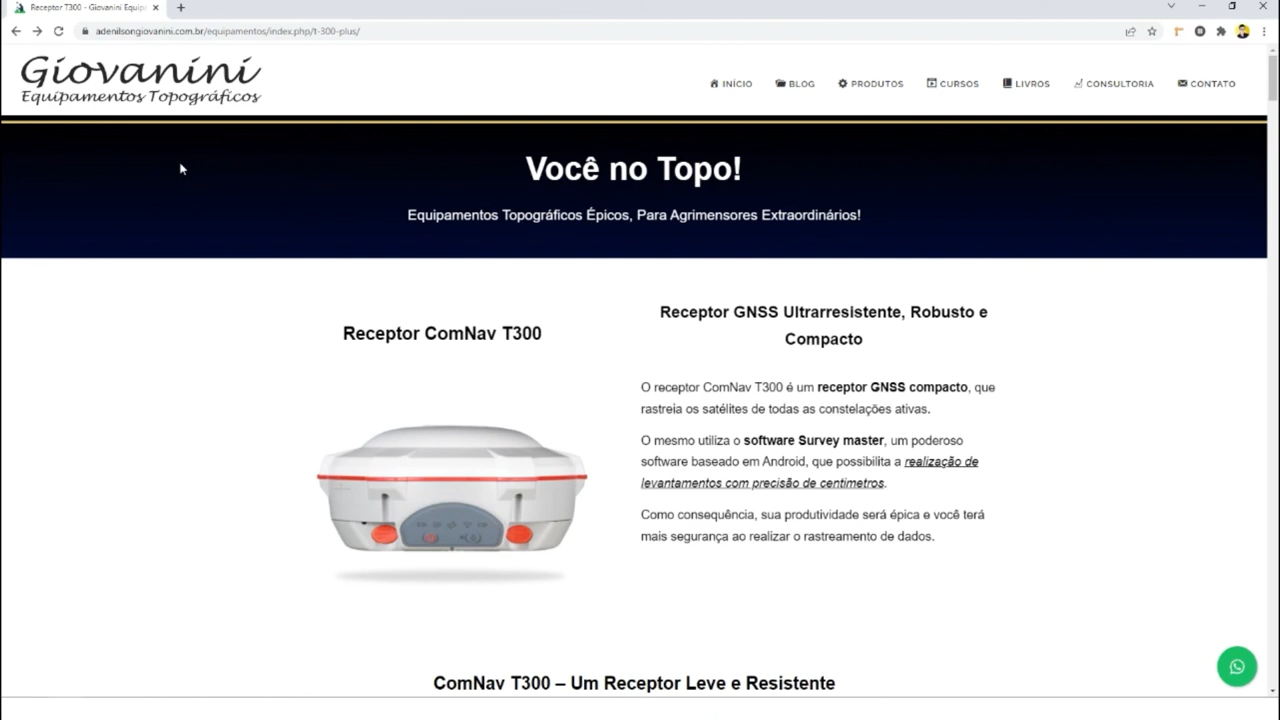 Receptor T300 - Giovanini Equip
adenilsongiovanini.com.br/equipamentos/index.php/t-300-plus/
Giovanini
Equipamentos Topográficos
INÍCIO
BLOG
PRODUTOS
CURSOS
LIVROS
CONSULTORIA
CONTATO
Você no Topo!
Equipamentos Topográficos Épicos, Para Agrimensores Extraordinários!
Receptor ComNav T300
Receptor GNSS Ultrarresistente, Robusto e
Compacto
O receptor ComNav T300 é um receptor GNSS compacto, que
rastreia os satélites de todas as constelações ativas.
O mesmo utiliza o software Survey master, um poderoso
software baseado em Android, que possibilita a realização de
levantamentos com precisão de centímetros.
Como consequência, sua produtividade será épica e você terá
mais segurança ao realizar o rastreamento de dados.
ComNav T300 – Um Receptor Leve e Resistente